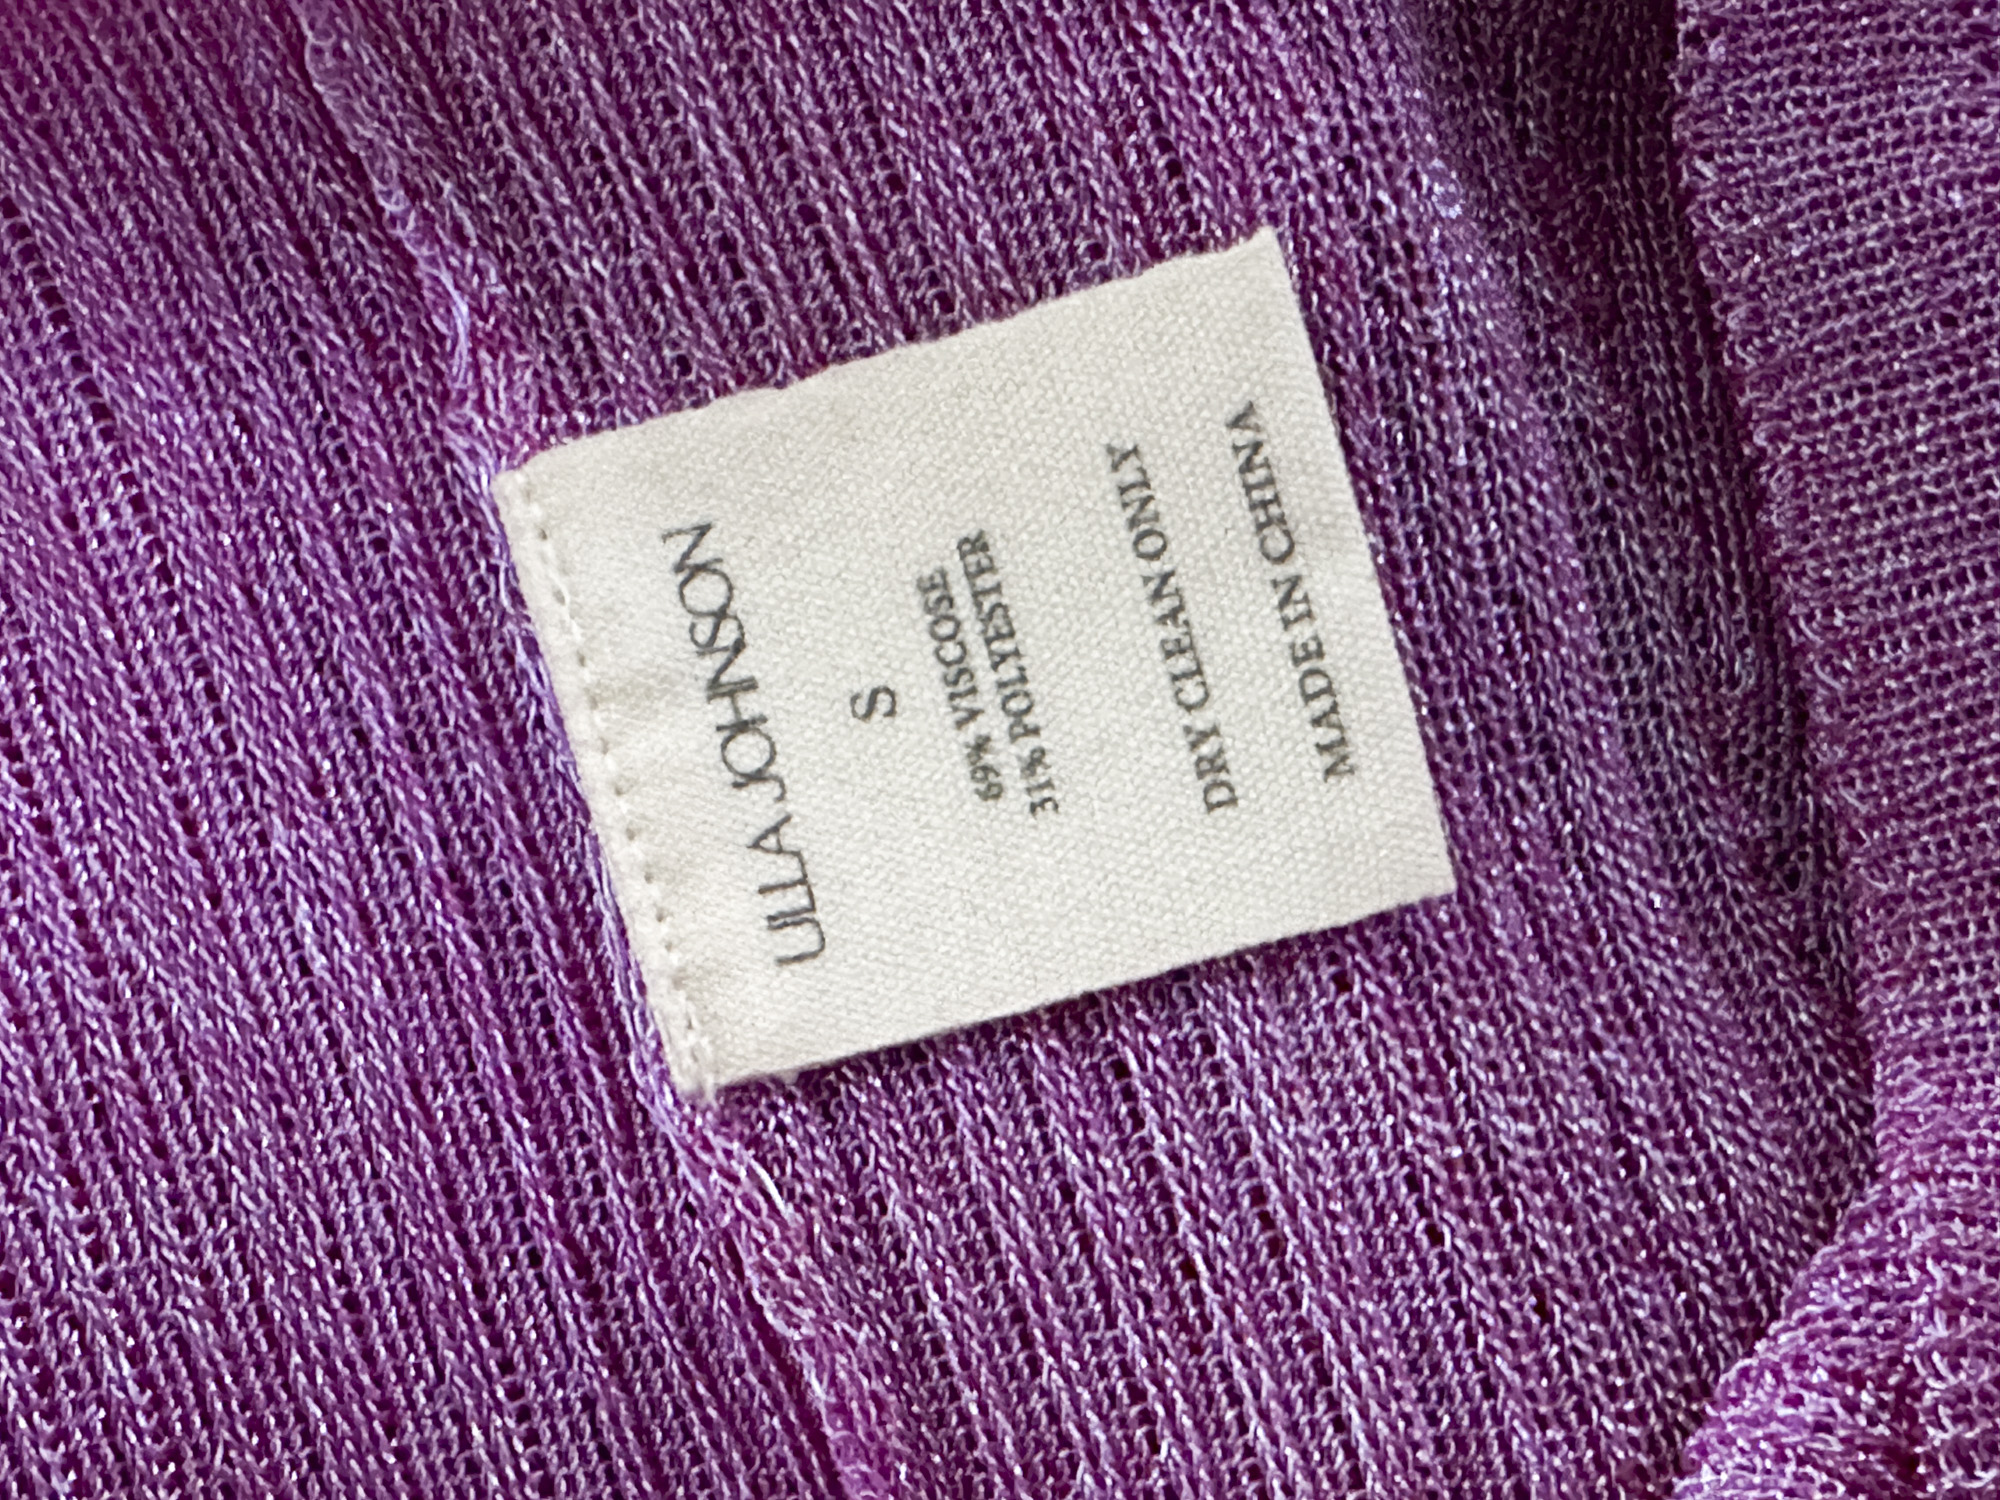 ULLA JOHNSON
S
69% VISCOSE
31% POLYESTER
DRY CLEAN ONLY
MADE IN CHINA